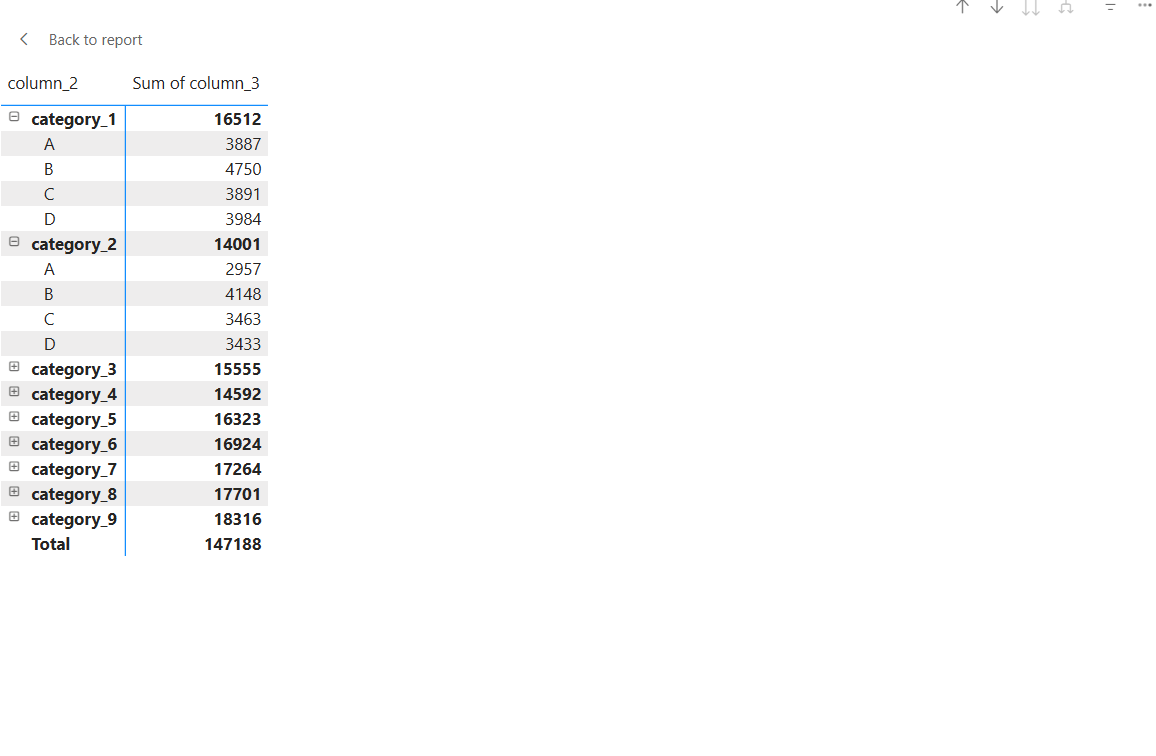 Back to report
column_2 Sum of column_3
category_1 16512
A 3887
B 4750
C 3891
D 3984
category_2 14001
A 2957
B 4148
C 3463
D 3433
category_3 15555
category_4 14592
category_5 16323
category_6 16924
category_7 17264
category_8 17701
category_9 18316
Total 147188